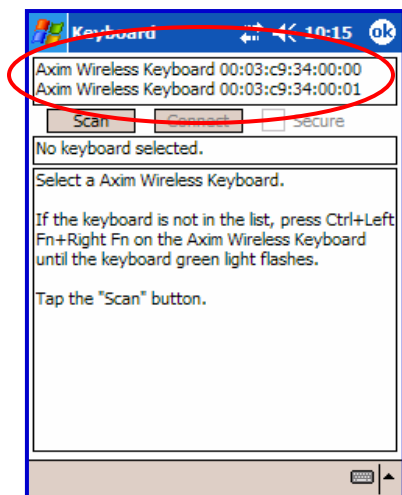 Keyboard 10:15 ok
Axim Wireless Keyboard 00:03:c9:34:00:00
Axim Wireless Keyboard 00:03:c9:34:00:01
Scan Connect Secure
No keyboard selected.
Select a Axim Wireless Keyboard.
If the keyboard is not in the list, press Ctrl+Left
Fn+Right Fn on the Axim Wireless Keyboard
until the keyboard green light flashes.
Tap the "Scan" button.